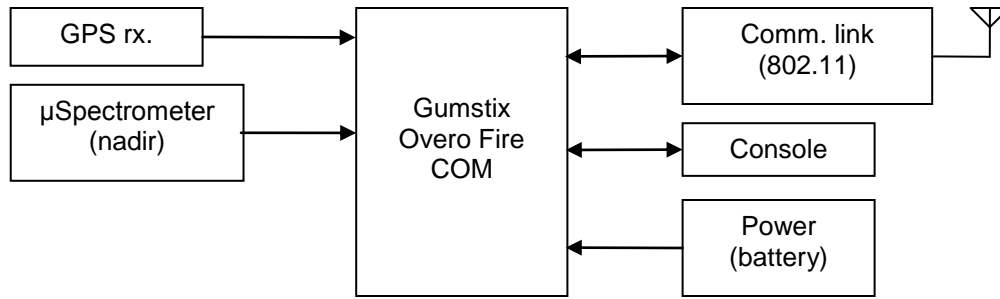 GPS rx.
µSpectrometer
(nadir)
Gumstix
Overo Fire
COM
Comm. link
(802.11)
Console
Power
(battery)